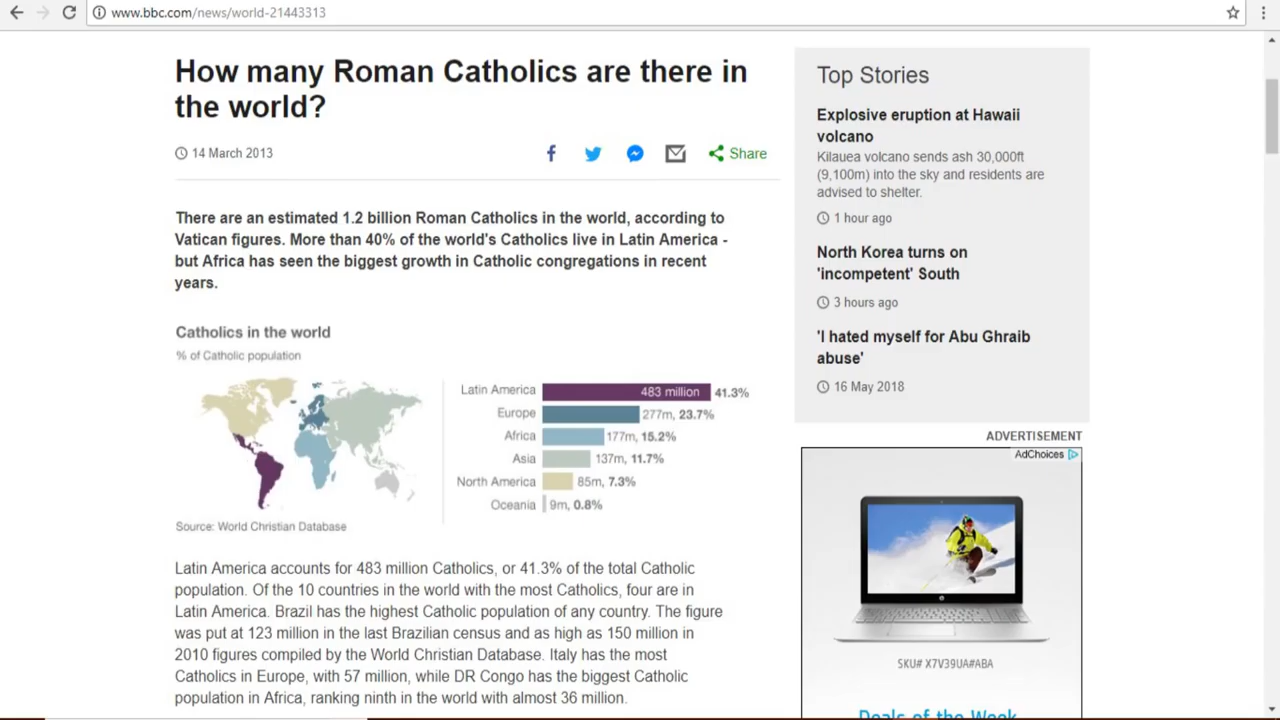 www.bbc.com/news/world-21443313
How many Roman Catholics are there in
the world?
14 March 2013
Share
There are an estimated 1.2 billion Roman Catholics in the world, according to
Vatican figures. More than 40% of the world's Catholics live in Latin America -
but Africa has seen the biggest growth in Catholic congregations in recent
years.
Catholics in the world
% of Catholic population
Latin America 483 million 41.3%
Europe 277m, 23.7%
Africa 177m, 15.2%
Asia 137m, 11.7%
North America 85m, 7.3%
Oceania 9m, 0.8%
Source: World Christian Database
Latin America accounts for 483 million Catholics, or 41.3% of the total Catholic
population. Of the 10 countries in the world with the most Catholics, four are in
Latin America. Brazil has the highest Catholic population of any country. The figure
was put at 123 million in the last Brazilian census and as high as 150 million in
2010 figures compiled by the World Christian Database. Italy has the most
Catholics in Europe, with 57 million, while DR Congo has the biggest Catholic
population in Africa, ranking ninth in the world with almost 36 million.
Top Stories
Explosive eruption at Hawaii
volcano
Kilauea volcano sends ash 30,000ft
(9,100m) into the sky and residents are
advised to shelter.
1 hour ago
North Korea turns on
'incompetent' South
3 hours ago
'I hated myself for Abu Ghraib
abuse'
16 May 2018
ADVERTISEMENT
AdChoices
SKU# X7V39UA#ABA
Deals of the Week